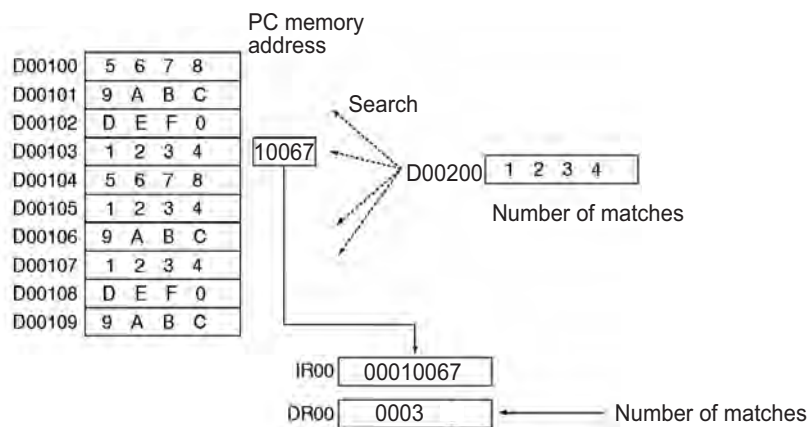 PC memory
address
D00100 5 6 7 8
D00101 9 A B C
D00102 D E F 0
D00103 1 2 3 4 10067
D00104 5 6 7 8
D00105 1 2 3 4
D00106 9 A B C
D00107 1 2 3 4
D00108 D E F 0
D00109 9 A B C
Search
D00200 1 2 3 4
Number of matches
IR00 00010067
DR00 0003 Number of matches